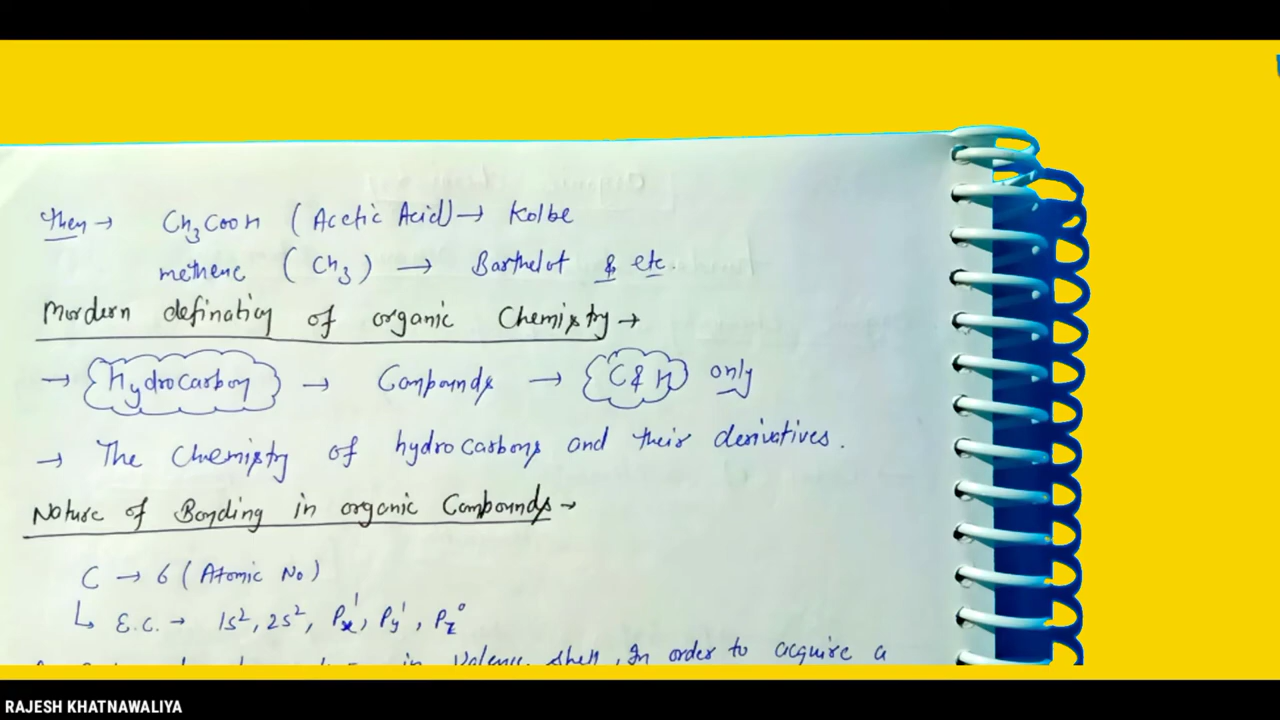 Then → CH3COOH (Acetic Acid) → Kolbe
methene (CH3) → Barthelot & etc.
Mordern defination of organic Chemistry →
→ Hydrocarbon → Compounds → C & H only
→ The Chemistry of hydrocarbons and their derivatives.
Nature of Bonding in organic Compounds →
C → 6 (Atomic No)
↳ E.C. → 1s², 2s², Px¹, Py¹, Pz⁰
in Valence shell, In order to acquire a
RAJESH KHATNAWALIYA